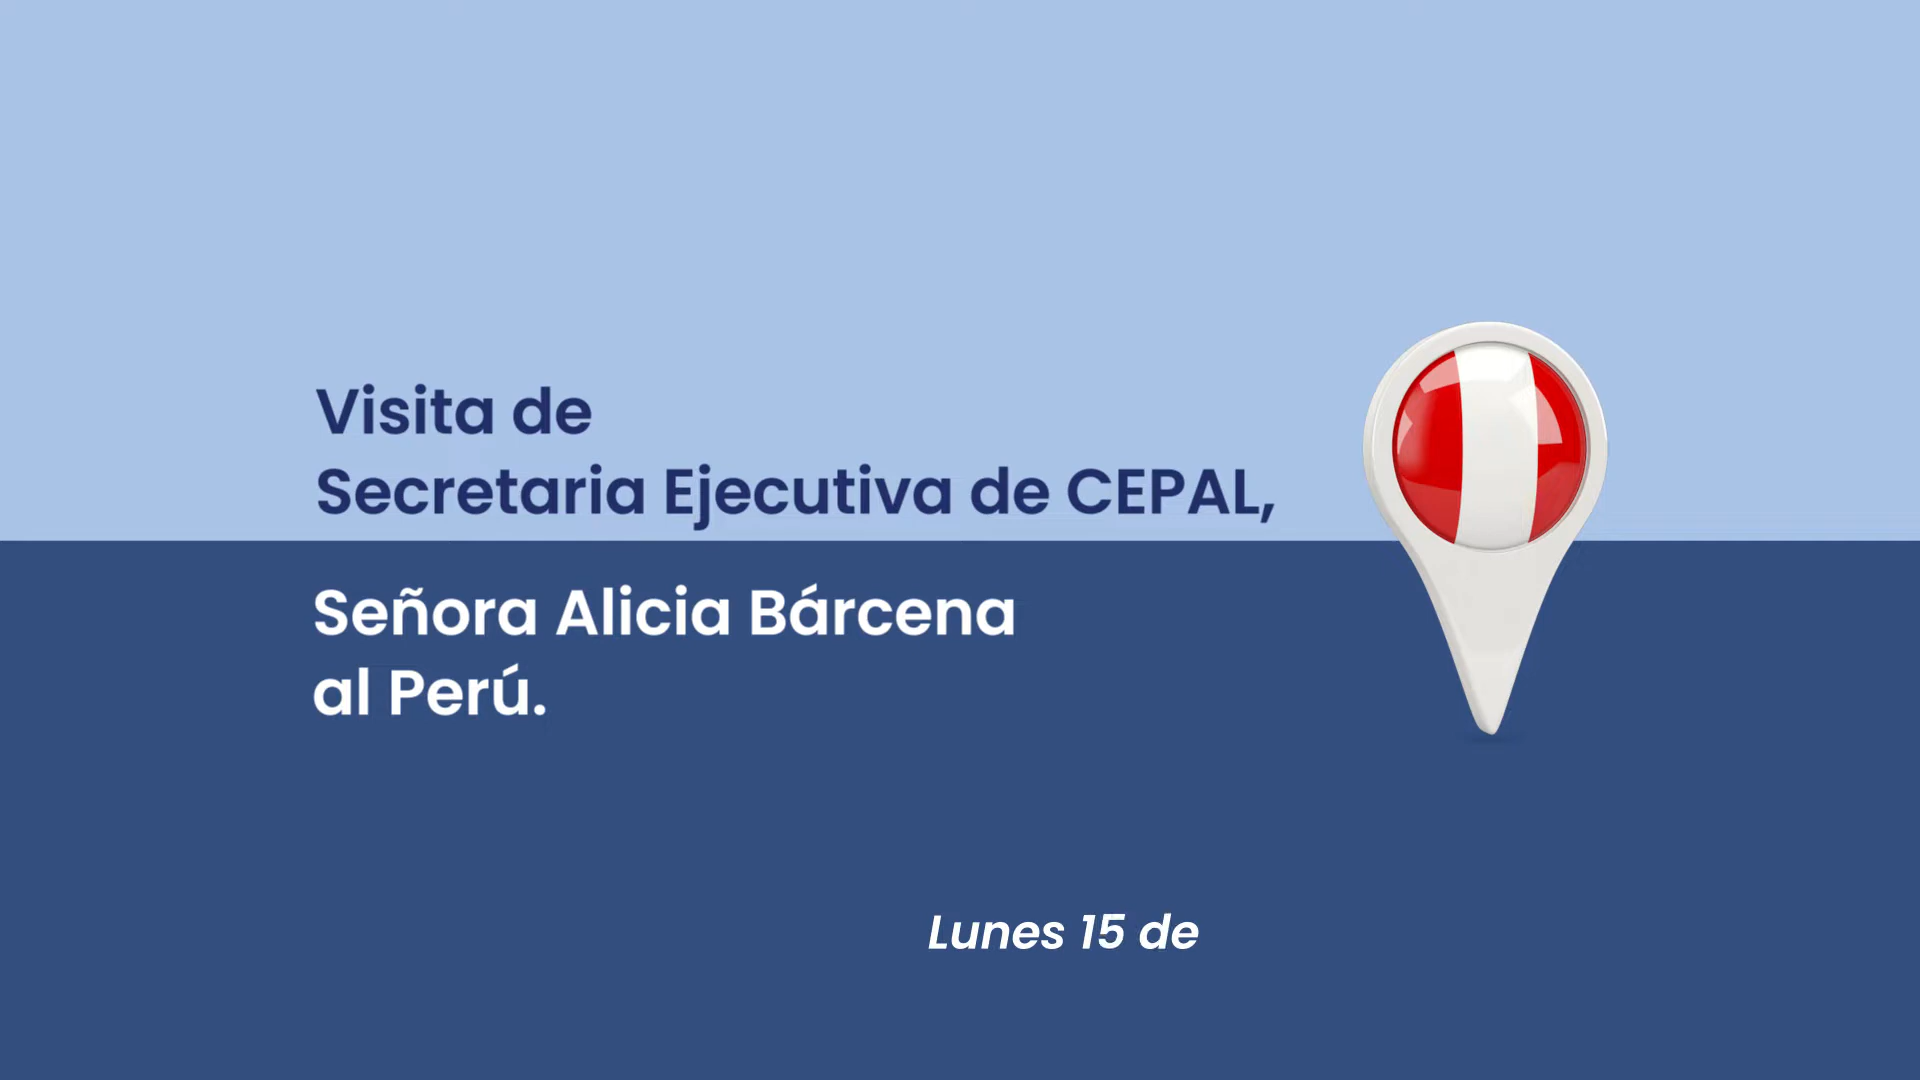 Visita de
Secretaria Ejecutiva de CEPAL,
Señora Alicia Bárcena
al Perú.
Lunes 15 de